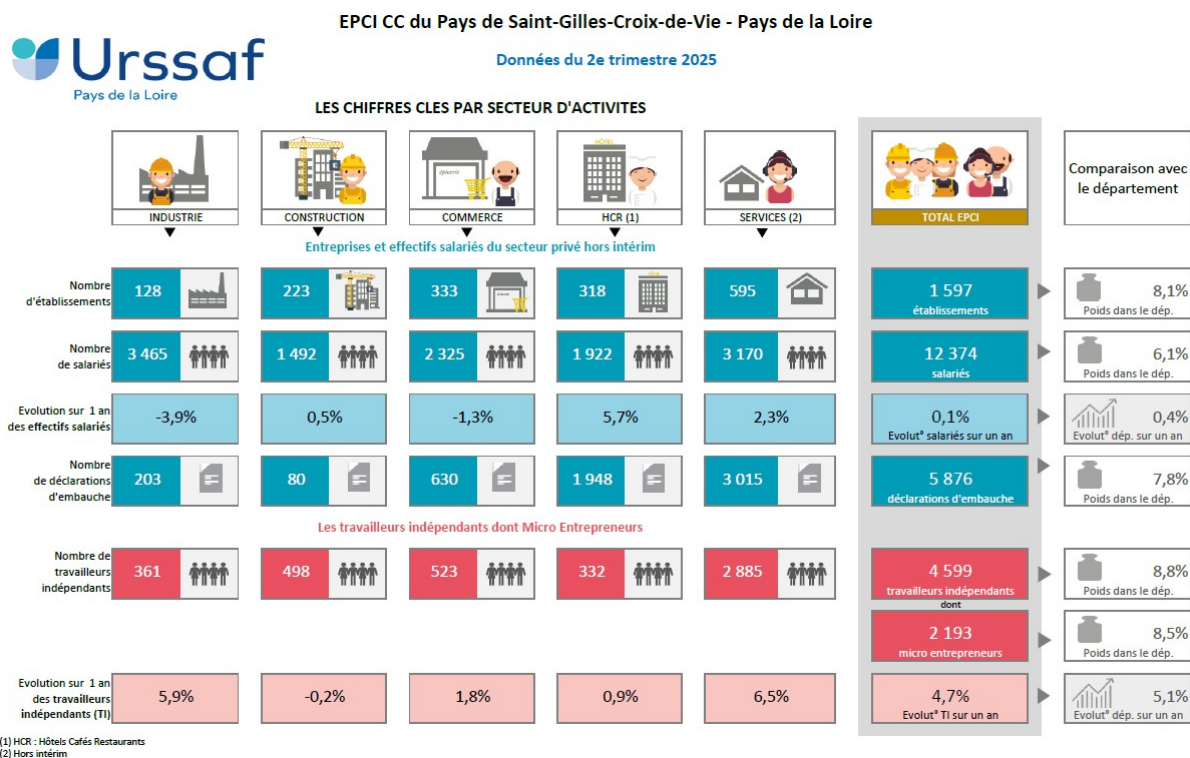 EPCI CC du Pays de Saint-Gilles-Croix-de-Vie - Pays de la Loire
Urssaf
Pays de la Loire
Données du 2e trimestre 2025
LES CHIFFRES CLES PAR SECTEUR D'ACTIVITES
épicerie
HOTEL
Comparaison avec
le département
INDUSTRIE CONSTRUCTION COMMERCE HCR (1) SERVICES (2) TOTAL EPCI
Entreprises et effectifs salariés du secteur privé hors intérim
Nombre
d'établissements
128 223 333 318 595 1 597 8,1%
établissements Poids dans le dép.
Nombre
de salariés
3 465 1 492 2 325 1 922 3 170 12 374 6,1%
salariés Poids dans le dép.
Evolution sur 1 an
des effectifs salariés
-3,9% 0,5% -1,3% 5,7% 2,3% 0,1% 0,4%
Evolut° salariés sur un an Evolut° dép. sur un an
Nombre
de déclarations
d'embauche
203 80 630 1 948 3 015 5 876 7,8%
déclarations d'embauche Poids dans le dép.
Les travailleurs indépendants dont Micro Entrepreneurs
Nombre de
travailleurs
indépendants
361 498 523 332 2 885 4 599 8,8%
travailleurs indépendants Poids dans le dép.
dont
2 193 8,5%
micro entrepreneurs Poids dans le dép.
Evolution sur 1 an
des travailleurs
indépendants (TI)
5,9% -0,2% 1,8% 0,9% 6,5% 4,7% 5,1%
Evolut° TI sur un an Evolut° dép. sur un an
(1) HCR : Hôtels Cafés Restaurants
(2) Hors intérim